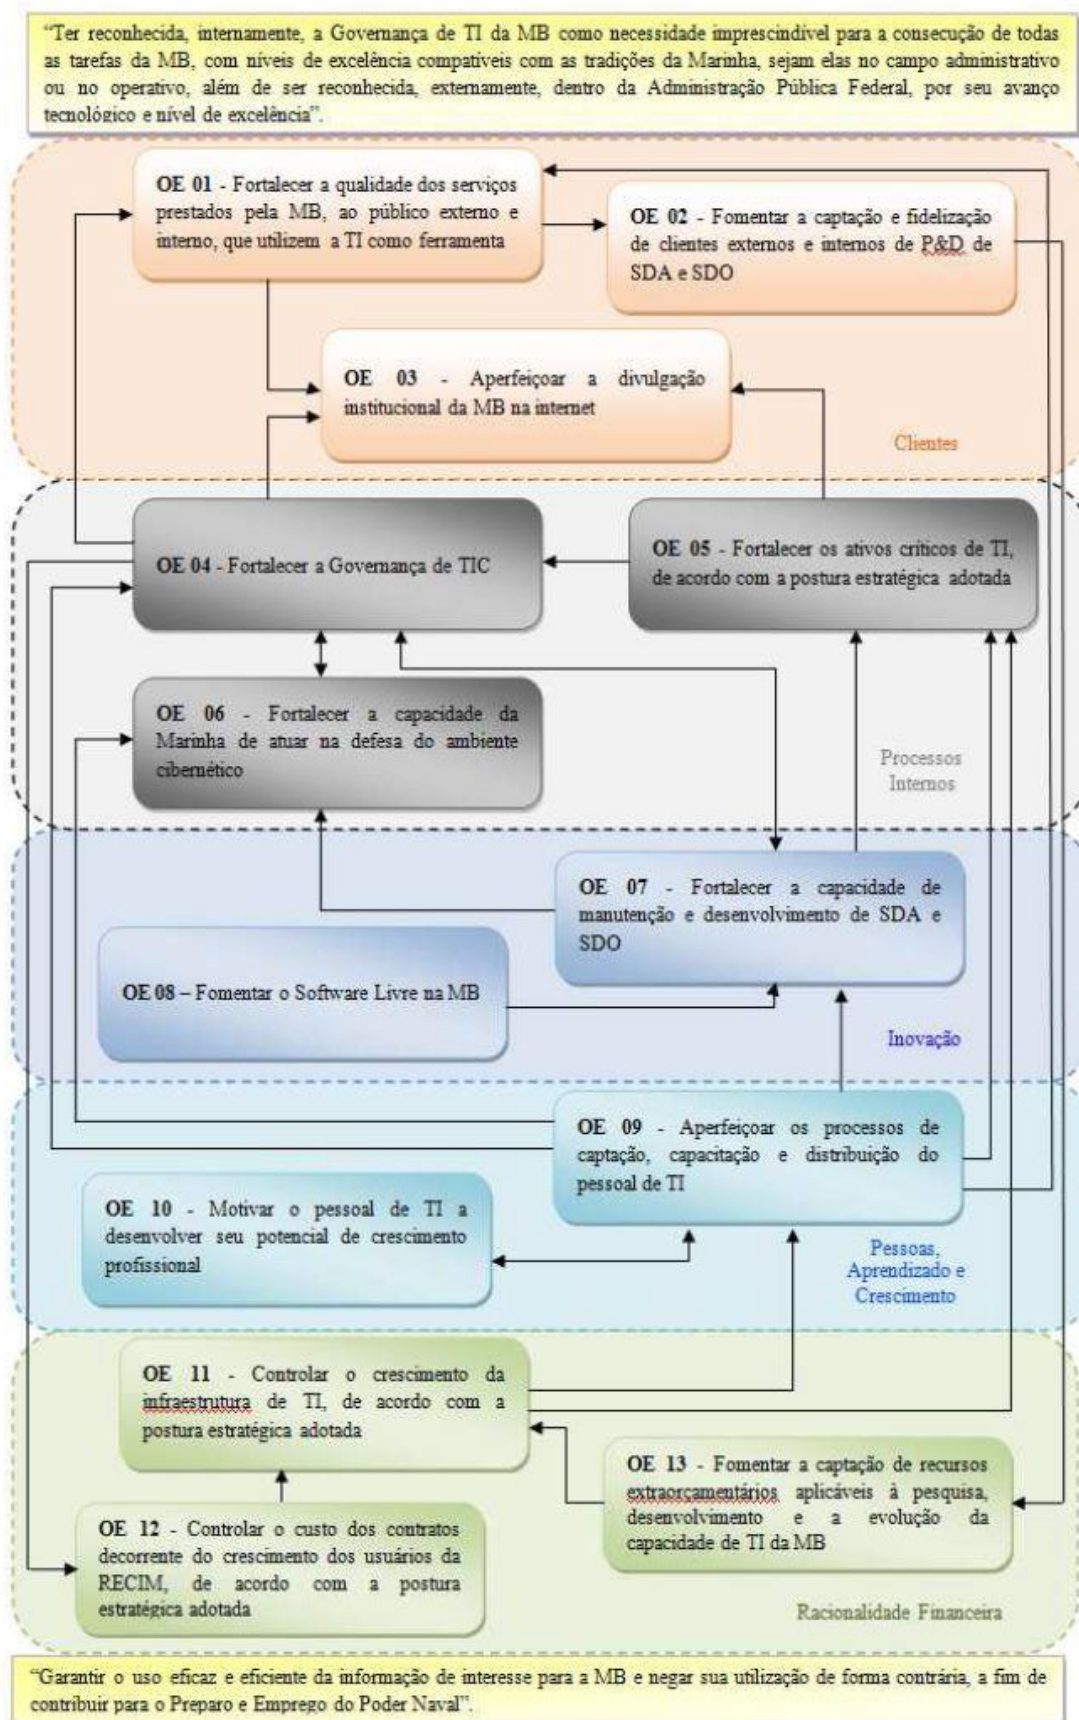 “Ter reconhecida, internamente, a Governança de TI da MB como necessidade imprescindível para a consecução de todas
as tarefas da MB, com níveis de excelência compatíveis com as tradições da Marinha, sejam elas no campo administrativo
ou no operativo, além de ser reconhecida, externamente, dentro da Administração Pública Federal, por seu avanço
tecnológico e nível de excelência”.
OE 01 - Fortalecer a qualidade dos serviços
prestados pela MB, ao público externo e
interno, que utilizem a TI como ferramenta
OE 02 - Fomentar a captação e fidelização
de clientes externos e internos de P&D de
SDA e SDO
OE 03 - Aperfeiçoar a divulgação
institucional da MB na internet
Clientes
OE 04 - Fortalecer a Governança de TIC
OE 05 - Fortalecer os ativos críticos de TI,
de acordo com a postura estratégica adotada
OE 06 - Fortalecer a capacidade da
Marinha de atuar na defesa do ambiente
cibernético
Processos
Internos
OE 07 - Fortalecer a capacidade de
manutenção e desenvolvimento de SDA e
SDO
OE 08 – Fomentar o Software Livre na MB
Inovação
OE 09 - Aperfeiçoar os processos de
captação, capacitação e distribuição do
pessoal de TI
OE 10 - Motivar o pessoal de TI a
desenvolver seu potencial de crescimento
profissional
Pessoas,
Aprendizado e
Crescimento
OE 11 - Controlar o crescimento da
infraestrutura de TI, de acordo com a
postura estratégica adotada
OE 13 - Fomentar a captação de recursos
extraorçamentários aplicáveis à pesquisa,
desenvolvimento e a evolução da
capacidade de TI da MB
OE 12 - Controlar o custo dos contratos
decorrente do crescimento dos usuários da
RECIM, de acordo com a postura
estratégica adotada
Racionalidade Financeira
“Garantir o uso eficaz e eficiente da informação de interesse para a MB e negar sua utilização de forma contrária, a fim de
contribuir para o Preparo e Emprego do Poder Naval”.